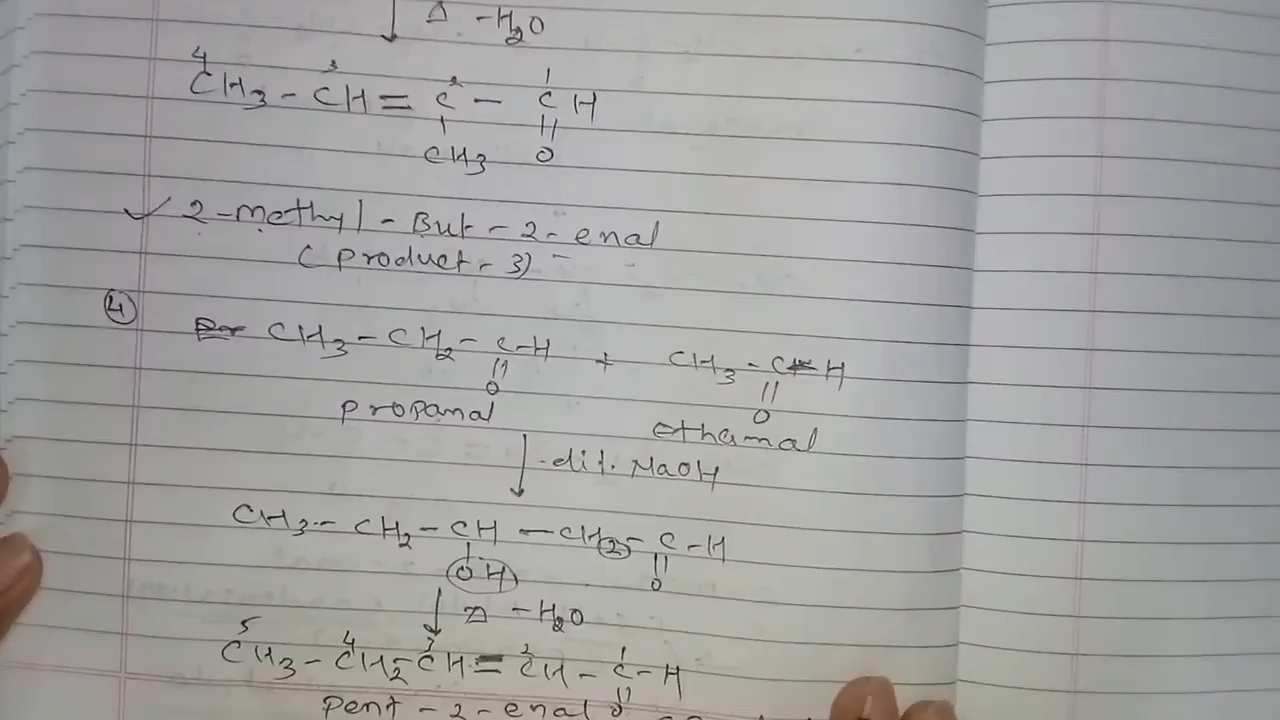 ↓ Δ -H₂O
4 3 2 1
CH₃ - CH = C - CH
CH₃ O
✓ 2-methyl - But - 2 - enal
(product - 3)
④ CH₃ - CH₂ - C-H + CH₃ - C-H
O O
propanal ethanal
↓ dil. NaOH
CH₃ - CH₂ - CH - CH₂ - C - H
OH O
↓ Δ -H₂O
5 4 3 2 1
CH₃ - CH₂ - CH = CH - C - H
pent - 2 - enal O